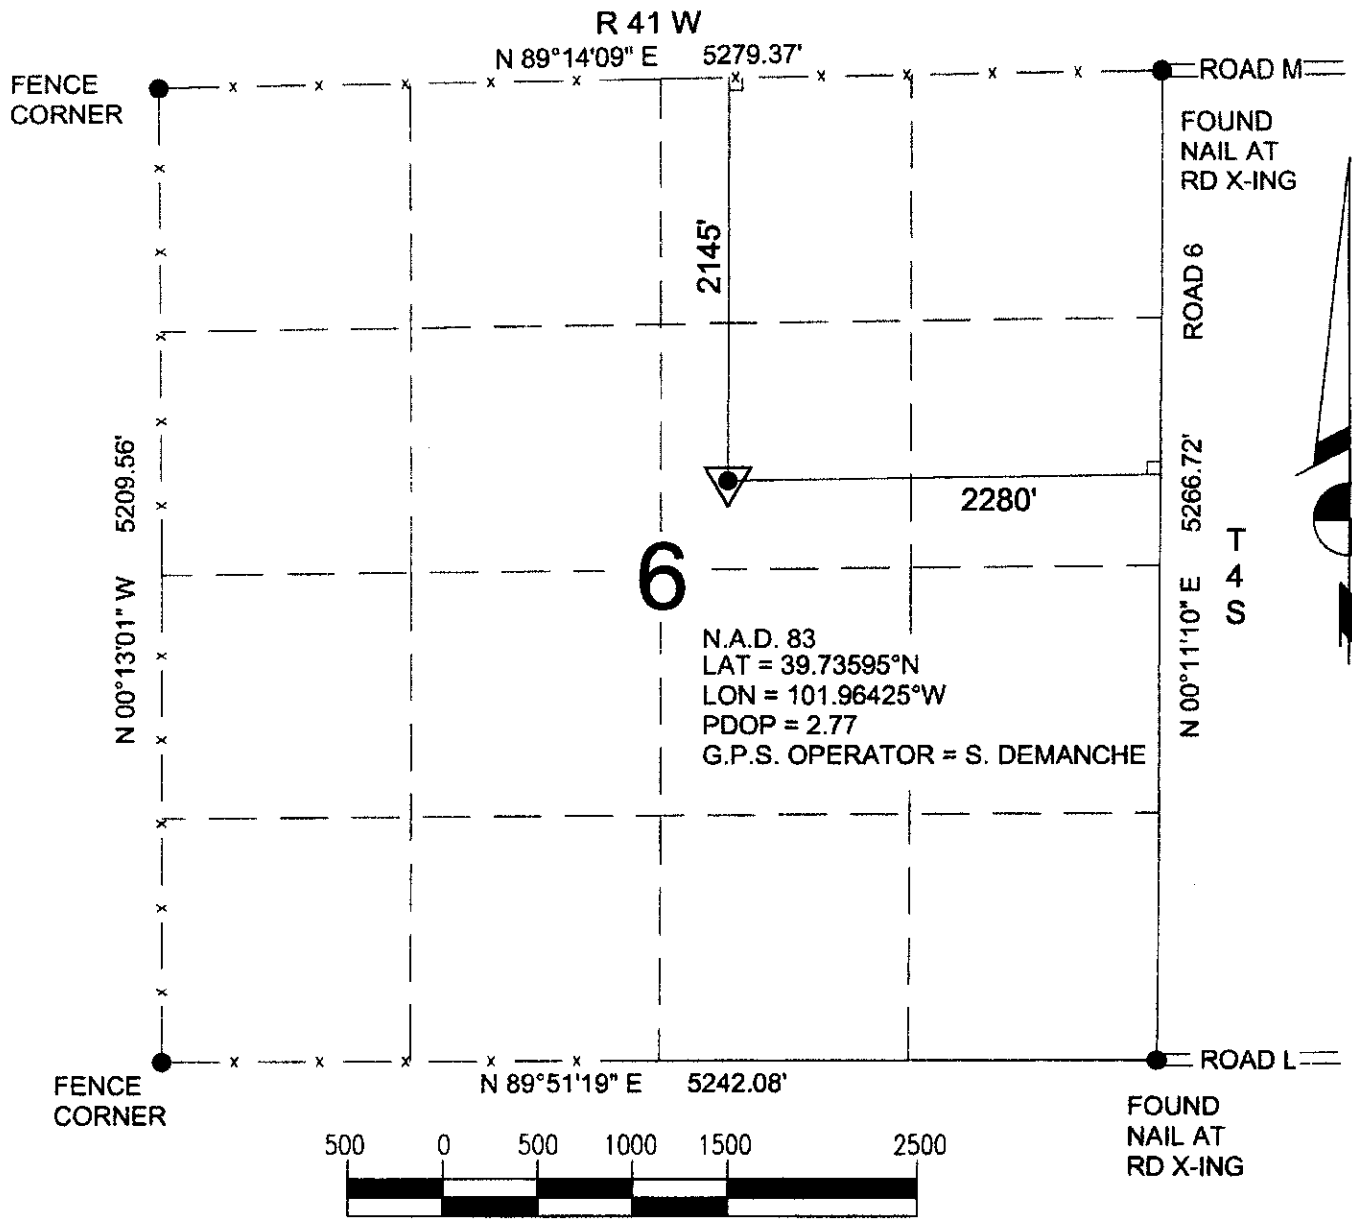 R 41 W
N 89°14'09" E 5279.37'
FENCE
CORNER
ROAD M
FOUND
NAIL AT
RD X-ING
2145'
ROAD 6
N 00°13'01" W 5209.56'
2280'
N 00°11'10" E 5266.72'
T
4
S
6
N.A.D. 83
LAT = 39.73595°N
LON = 101.96425°W
PDOP = 2.77
G.P.S. OPERATOR = S. DEMANCHE
FENCE
CORNER
N 89°51'19" E 5242.08'
ROAD L
FOUND
NAIL AT
RD X-ING
500 0 500 1000 1500 2500